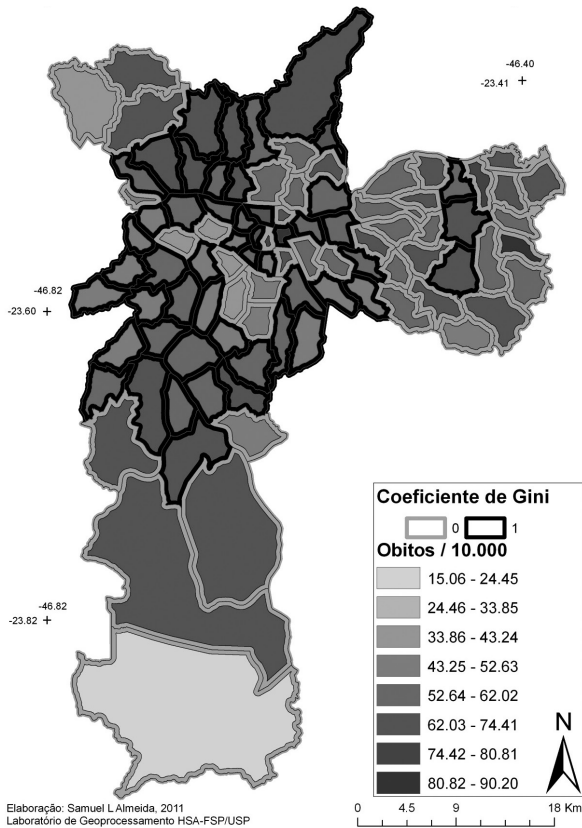 -46.40
-23.41 +
-46.82
-23.60 +
Coeficiente de Gini
0 1
Obitos / 10.000
15.06 - 24.45
24.46 - 33.85
33.86 - 43.24
43.25 - 52.63
52.64 - 62.02
62.03 - 74.41
74.42 - 80.81
80.82 - 90.20
-46.82
-23.82 +
N
Elaboração: Samuel L Almeida, 2011
Laboratório de Geoprocessamento HSA-FSP/USP
0 4.5 9 18 Km